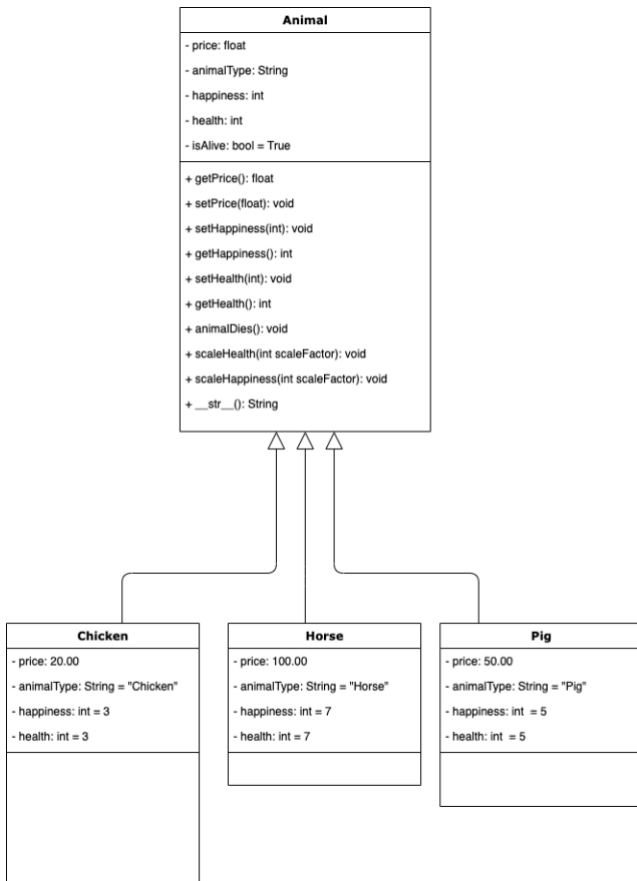 Animal
- price: float
- animalType: String
- happiness: int
- health: int
- isAlive: bool = True
+ getPrice(): float
+ setPrice(float): void
+ setHappiness(int): void
+ getHappiness(): int
+ setHealth(int): void
+ getHealth(): int
+ animalDies(): void
+ scaleHealth(int scaleFactor): void
+ scaleHappiness(int scaleFactor): void
+ __str__(): String
Chicken
- price: 20.00
- animalType: String = "Chicken"
- happiness: int = 3
- health: int = 3
Horse
- price: 100.00
- animalType: String = "Horse"
- happiness: int = 7
- health: int = 7
Pig
- price: 50.00
- animalType: String = "Pig"
- happiness: int  = 5
- health: int  = 5